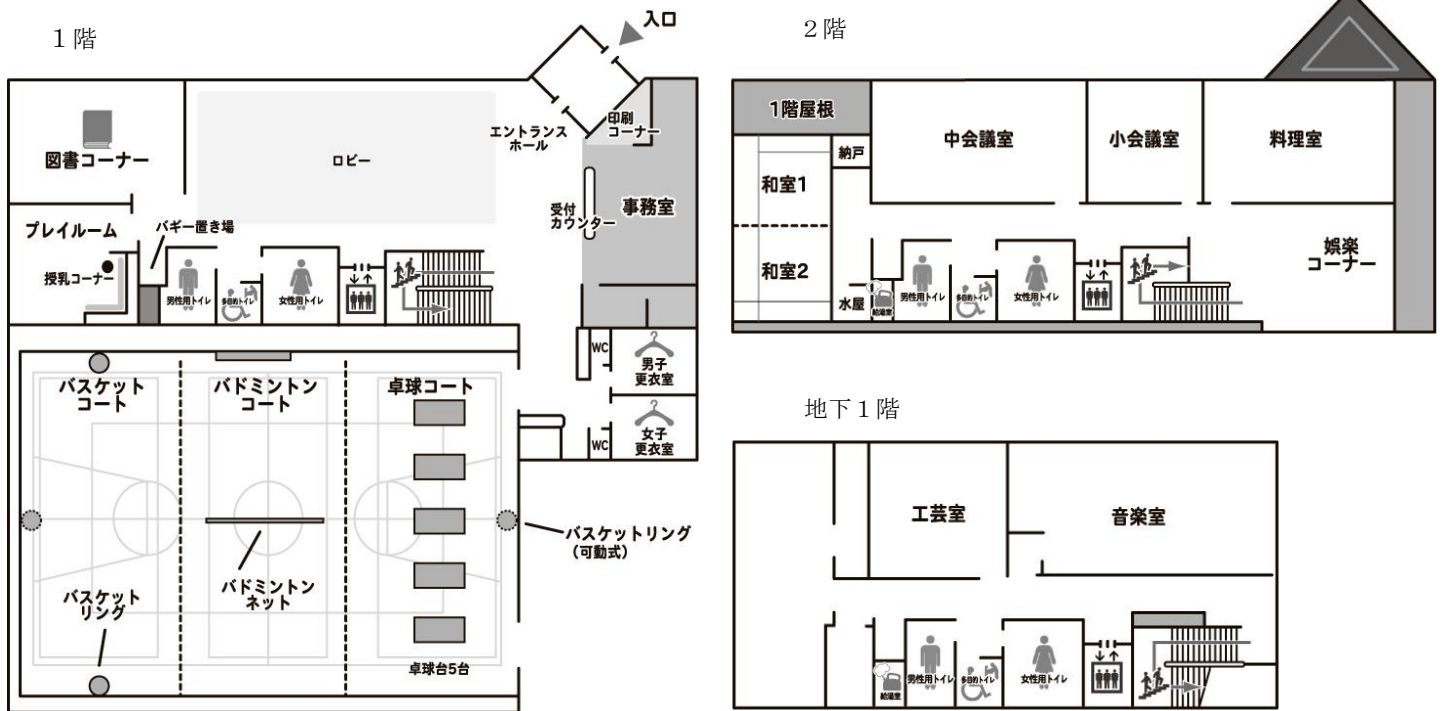 1階
入口
図書コーナー
ロビー
エントランス
ホール
印刷
コーナー
受付
カウンター
事務室
プレイルーム
バギー置き場
授乳コーナー
男性用トイレ
多目的トイレ
女性用トイレ
WC
男子
更衣室
WC
女子
更衣室
バスケット
コート
バドミントン
コート
卓球コート
バスケットリング
(可動式)
バドミントン
ネット
バスケット
リング
卓球台5台
2階
1階屋根
中会議室
小会議室
料理室
納戸
和室1
和室2
水屋
給湯室
男性用トイレ
多目的トイレ
女性用トイレ
娯楽
コーナー
地下1階
工芸室
音楽室
給湯室
男性用トイレ
多目的トイレ
女性用トイレ